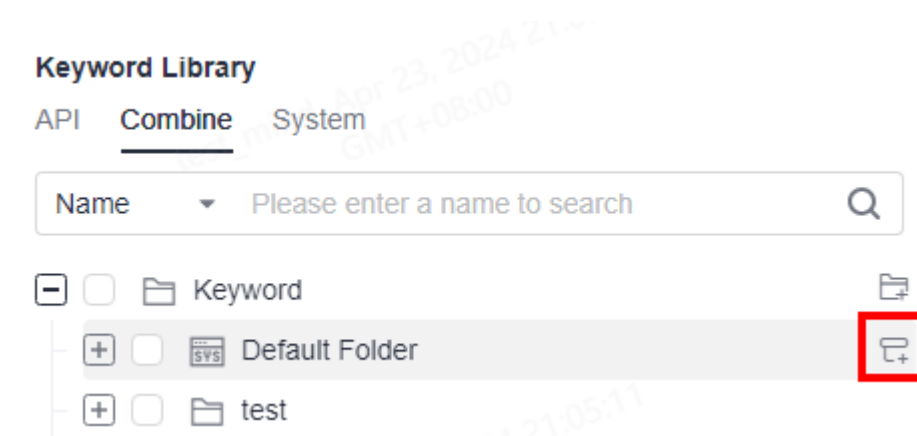 Keyword Library
API Combine System
Name Please enter a name to search
Keyword
SYS Default Folder
test